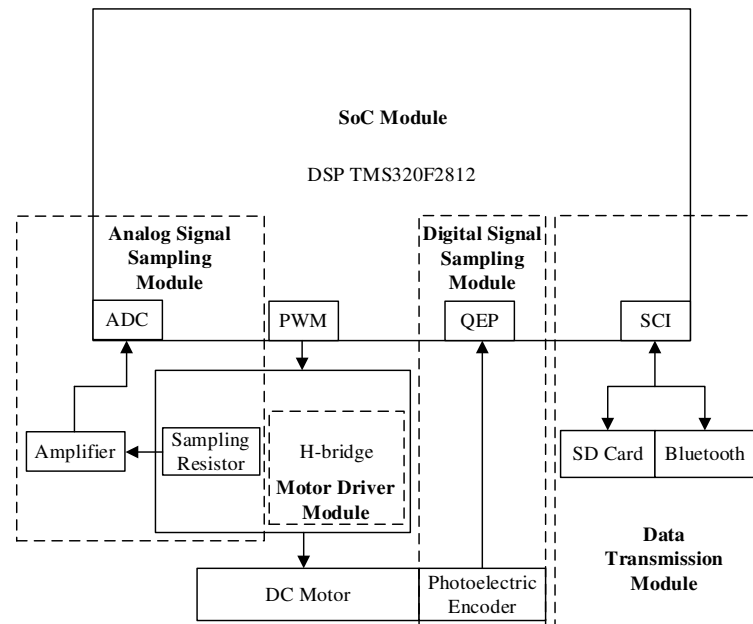 SoC Module
DSP TMS320F2812
Analog Signal
Sampling
Module
Digital Signal
Sampling
Module
ADC
PWM
QEP
SCI
Amplifier
Sampling
Resistor
H-bridge
Motor Driver
Module
SD Card
Bluetooth
Data
Transmission
Module
DC Motor
Photoelectric
Encoder